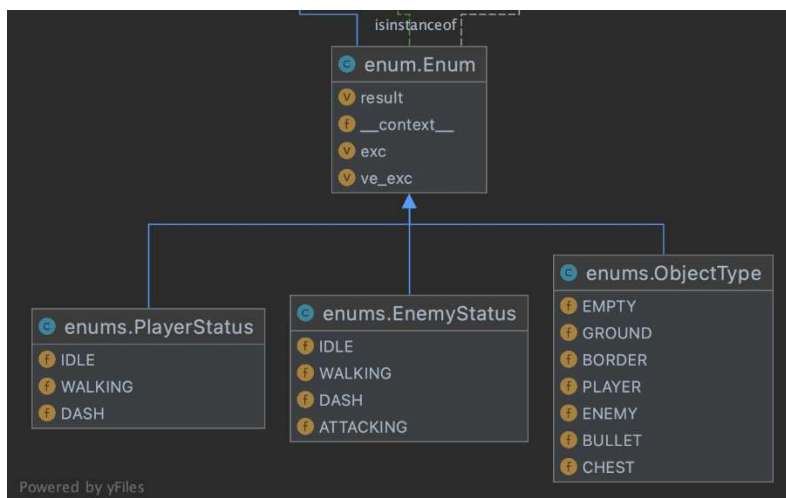 isinstanceof
enum.Enum
result
__context__
exc
ve_exc
enums.PlayerStatus
IDLE
WALKING
DASH
enums.EnemyStatus
IDLE
WALKING
DASH
ATTACKING
enums.ObjectType
EMPTY
GROUND
BORDER
PLAYER
ENEMY
BULLET
CHEST
Powered by yFiles